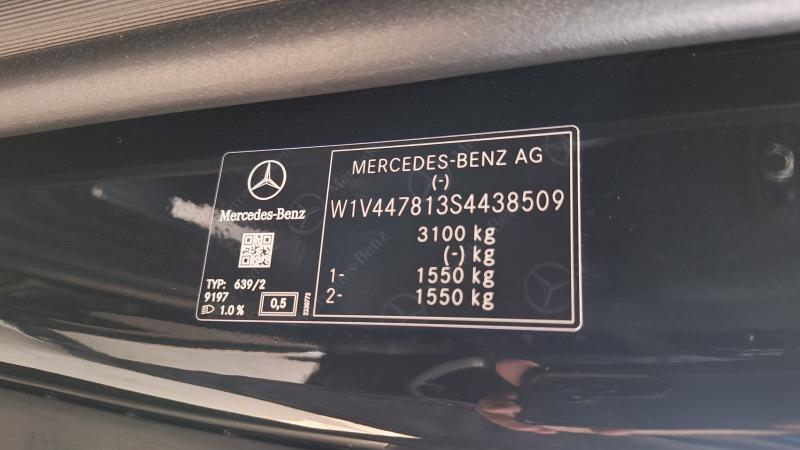 Mercedes-Benz
TYP: 639/2
9197
1.0 %
0,5
MERCEDES-BENZ AG
(-)
W1V447813S4438509
3100 kg
(-) kg
1- 1550 kg
2- 1550 kg